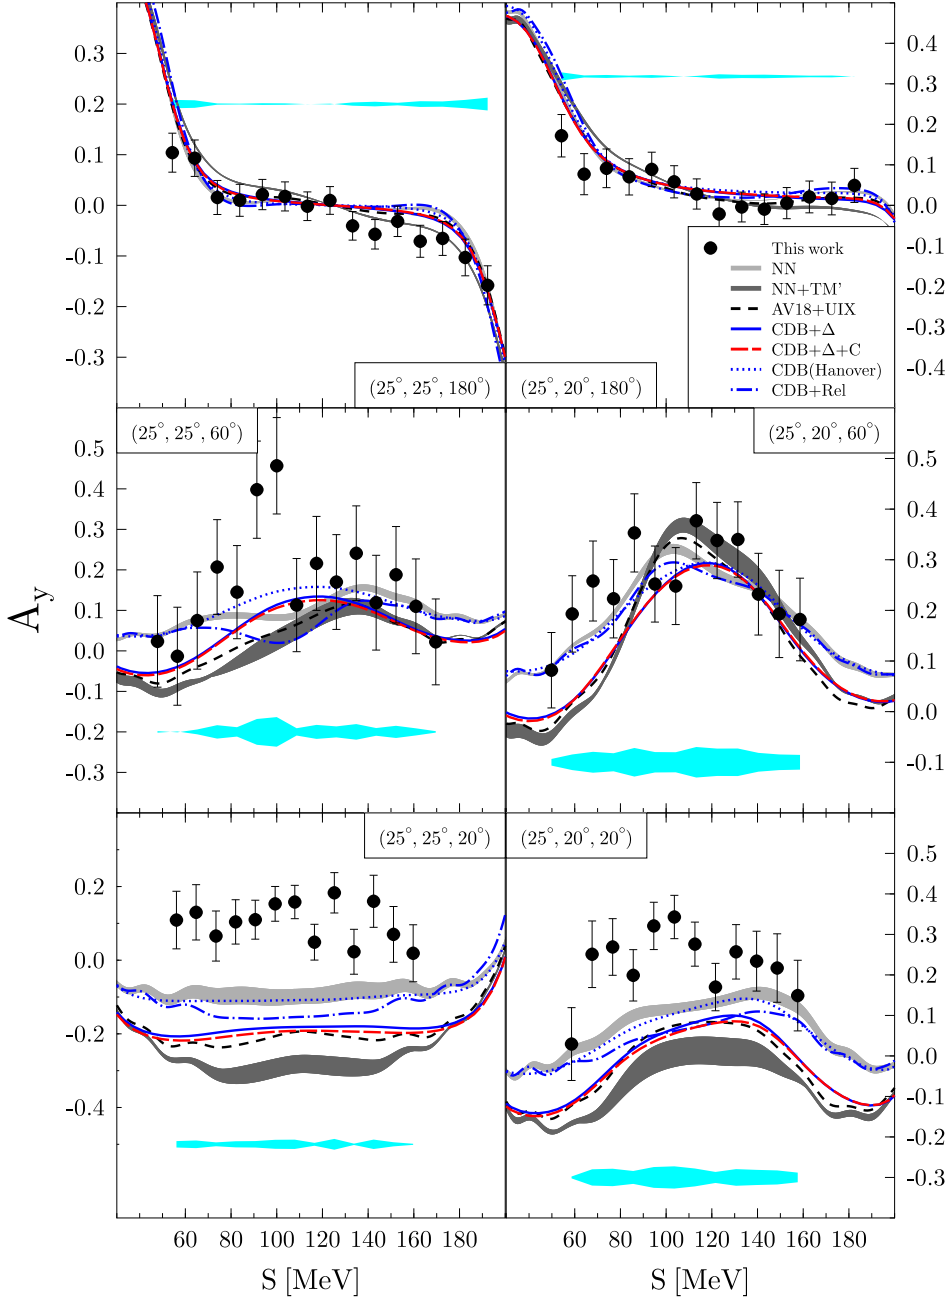 0.3
0.2
0.1
0.0
-0.1
-0.2
-0.3
(25°, 25°, 180°)
0.4
0.3
0.2
0.1
0.0
-0.1
-0.2
-0.3
-0.4
This work
NN
NN+TM'
AV18+UIX
CDB+Δ
CDB+Δ+C
CDB(Hanover)
CDB+Rel
(25°, 20°, 180°)
A_y
(25°, 25°, 60°)
0.5
0.4
0.3
0.2
0.1
0.0
-0.1
-0.2
-0.3
(25°, 20°, 60°)
0.5
0.4
0.3
0.2
0.1
0.0
-0.1
(25°, 25°, 20°)
0.2
0.0
-0.2
-0.4
(25°, 20°, 20°)
0.5
0.4
0.3
0.2
0.1
0.0
-0.1
-0.2
-0.3
60 80 100 120 140 160 180
60 80 100 120 140 160 180
S [MeV]
S [MeV]